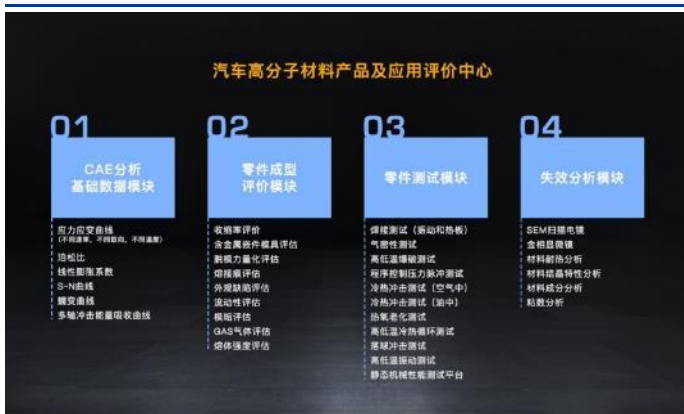 汽车高分子材料产品及应用评价中心
01
CAE分析
基础数据模块
应力应变曲线
(不同速率、不同取向、不同温度)
泊松比
线性膨胀系数
S-N曲线
蠕变曲线
多轴冲击能量吸收曲线
02
零件成型
评价模块
收缩率评价
含金属嵌件模具评估
脱模力量化评估
熔接痕评估
外观缺陷评估
流动性评估
模垢评估
GAS气体评估
熔体强度评估
03
零件测试模块
焊接测试（振动和热板）
气密性测试
高低温爆破测试
程序控制压力脉冲测试
冷热冲击测试（空气中）
冷热冲击测试（油中）
热氧老化测试
高低温冷热循环测试
落球冲击测试
高低温振动测试
静态机械性能测试平台
04
失效分析模块
SEM扫描电镜
金相显微镜
材料耐热分析
材料结晶特性分析
材料成分分析
粘数分析